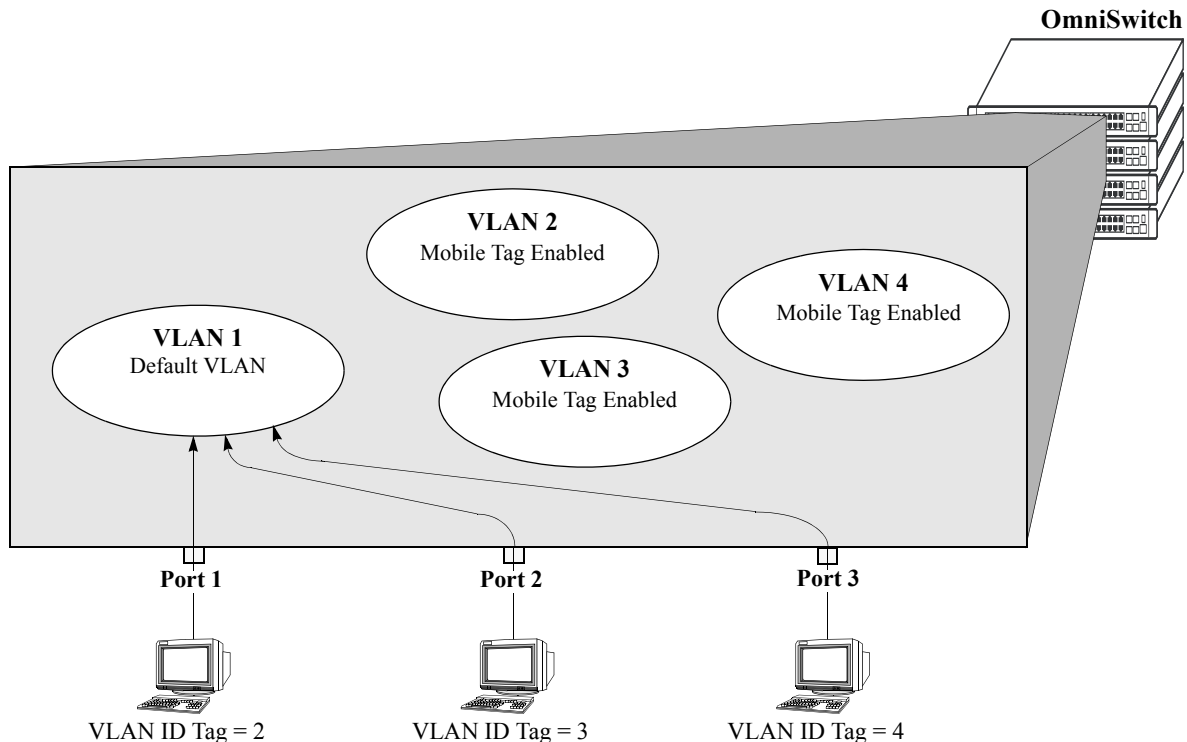 OmniSwitch
VLAN 2
Mobile Tag Enabled
VLAN 4
Mobile Tag Enabled
VLAN 1
Default VLAN
VLAN 3
Mobile Tag Enabled
Port 1
Port 2
Port 3
VLAN ID Tag = 2
VLAN ID Tag = 3
VLAN ID Tag = 4